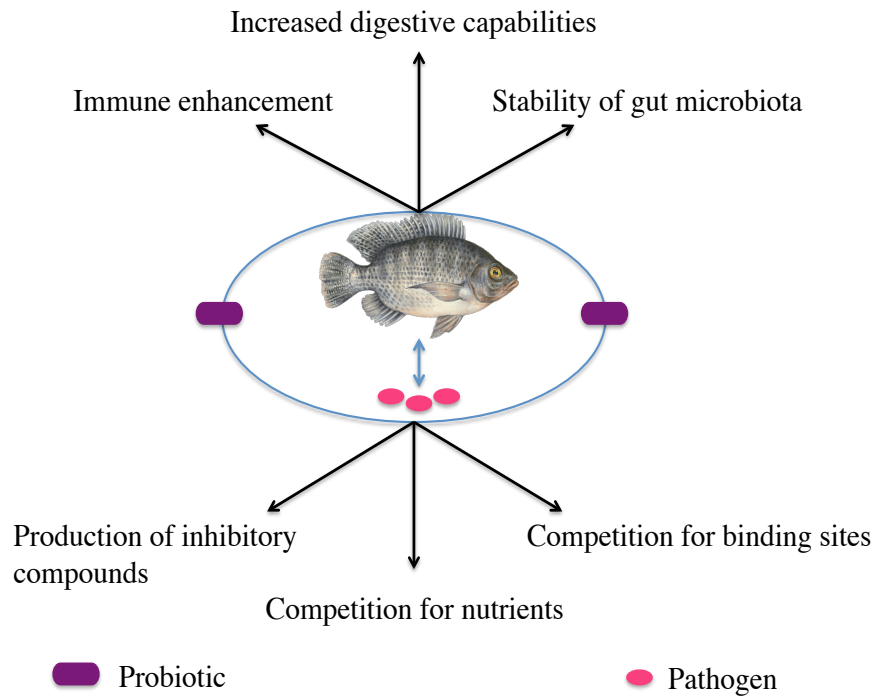 Increased digestive capabilities
Immune enhancement
Stability of gut microbiota
Production of inhibitory
compounds
Competition for binding sites
Competition for nutrients
Probiotic
Pathogen